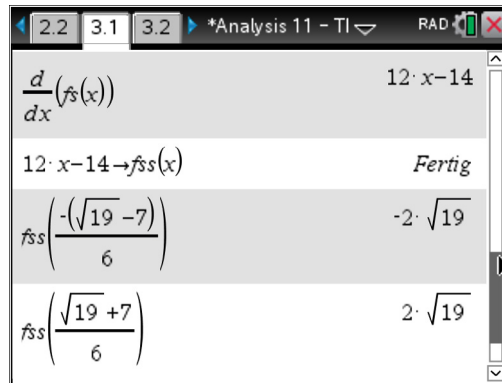 2.2 3.1 3.2 *Analysis 11 – TI RAD
d/dx(fs(x)) 12·x−14
12·x−14→fss(x) Fertig
fss(-(√19 −7)/6) -2·√19
fss((√19 +7)/6) 2·√19